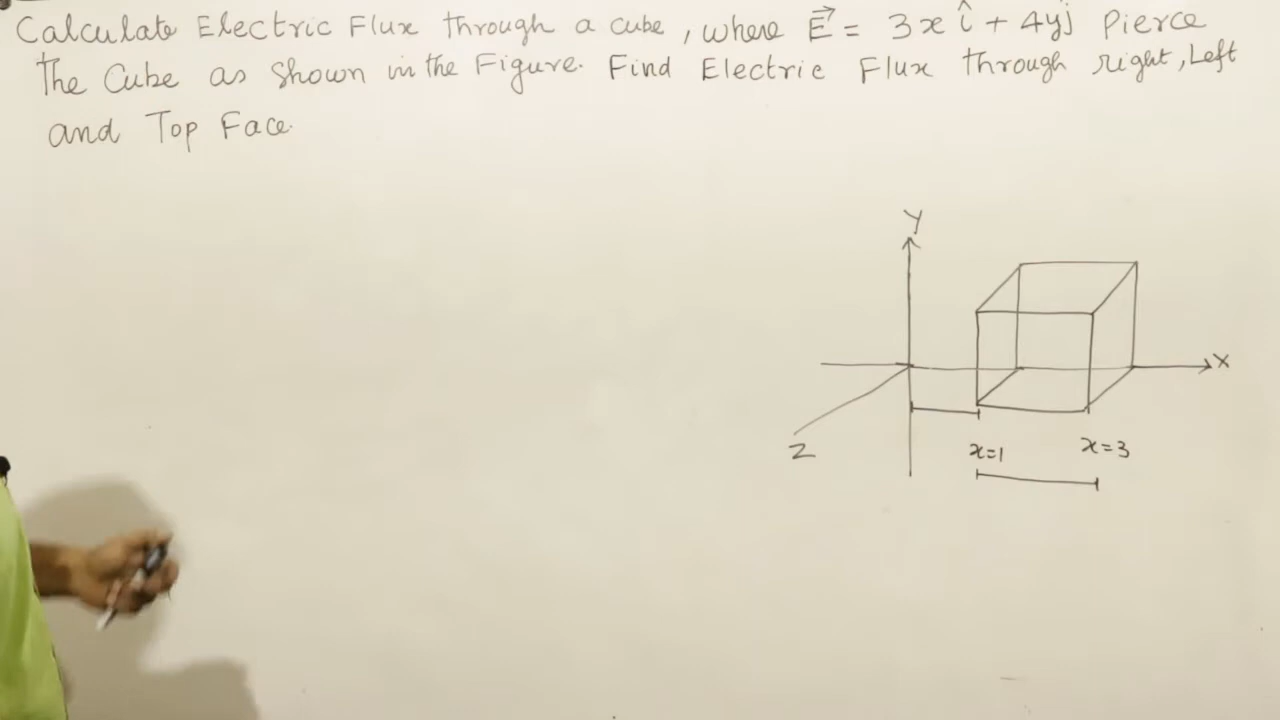 Calculate Electric Flux through a cube, where E⃗ = 3x î + 4yĵ Pierce
The Cube as Shown in the Figure. Find Electric Flux through right, Left
and Top Face.
Y
X
Z
x=1 x=3